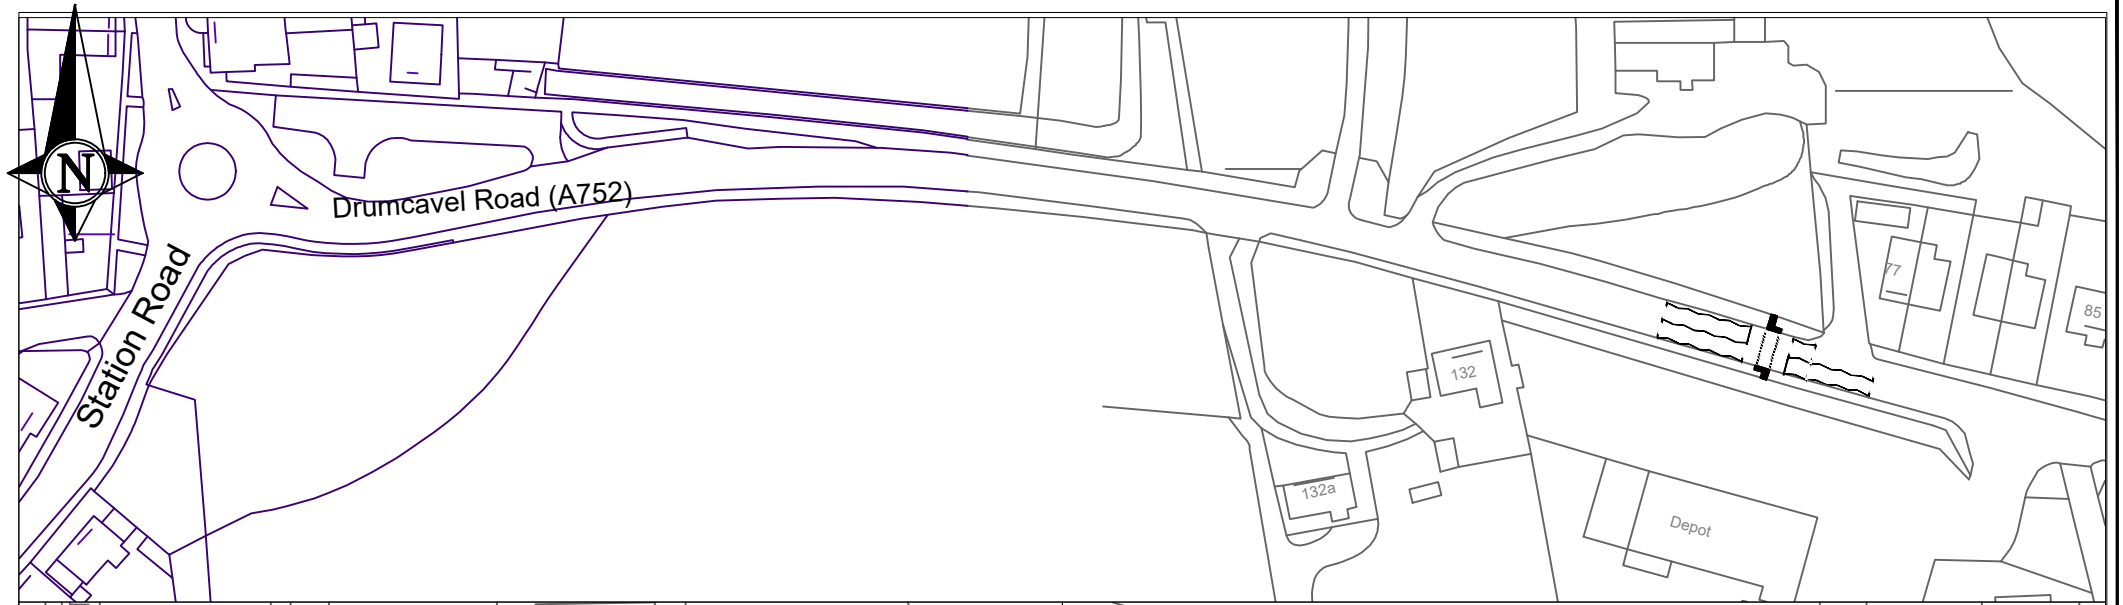 N
Drumcavel Road (A752)
Station Road
77
85
132
132a
Depot